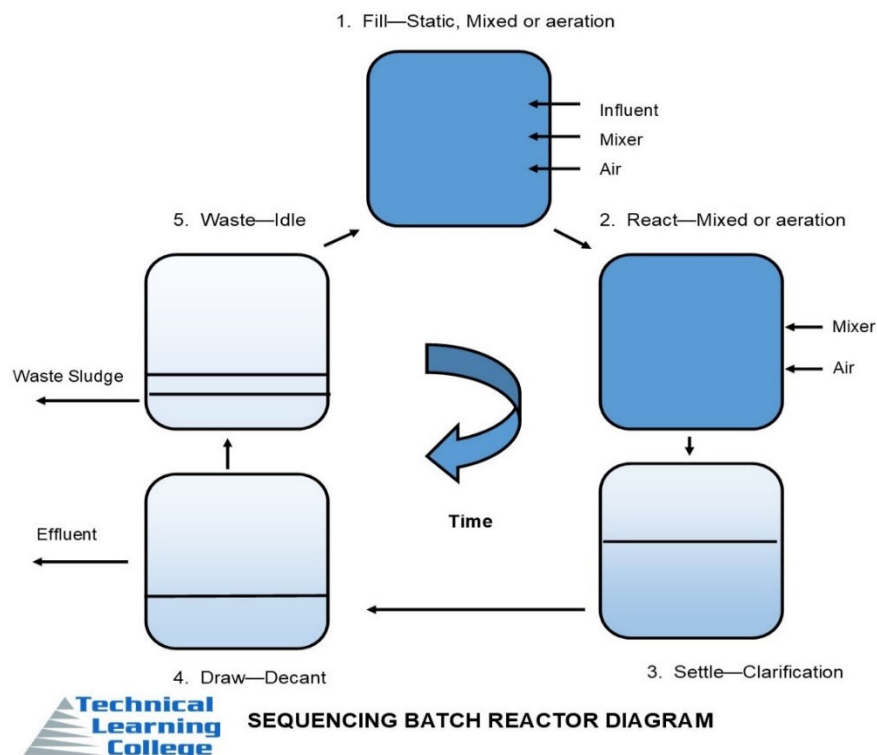 1. Fill—Static, Mixed or aeration
Influent
Mixer
Air
5. Waste—Idle
2. React—Mixed or aeration
Mixer
Air
Waste Sludge
Effluent
Time
4. Draw—Decant
3. Settle—Clarification
Technical
Learning
College
SEQUENCING BATCH REACTOR DIAGRAM